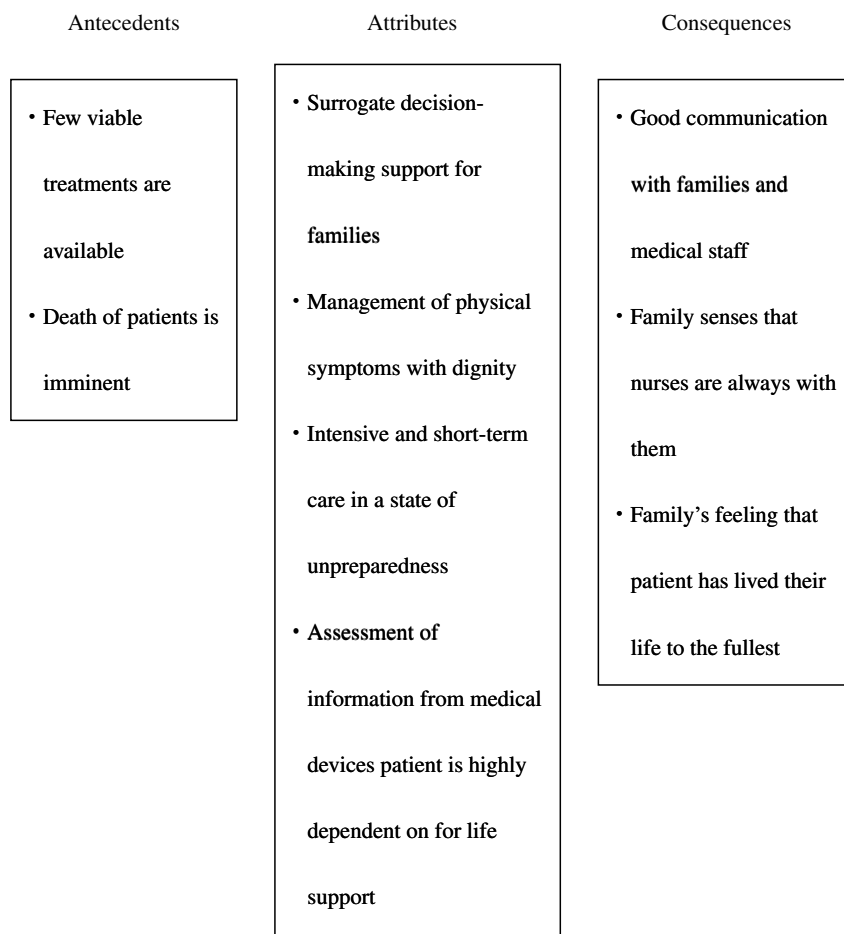 Antecedents
Attributes
Consequences
・Few viable
treatments are
available
・Death of patients is
imminent
・Surrogate decision-
making support for
families
・Management of physical
symptoms with dignity
・Intensive and short-term
care in a state of
unpreparedness
・Assessment of
information from medical
devices patient is highly
dependent on for life
support
・Good communication
with families and
medical staff
・Family senses that
nurses are always with
them
・Family’s feeling that
patient has lived their
life to the fullest